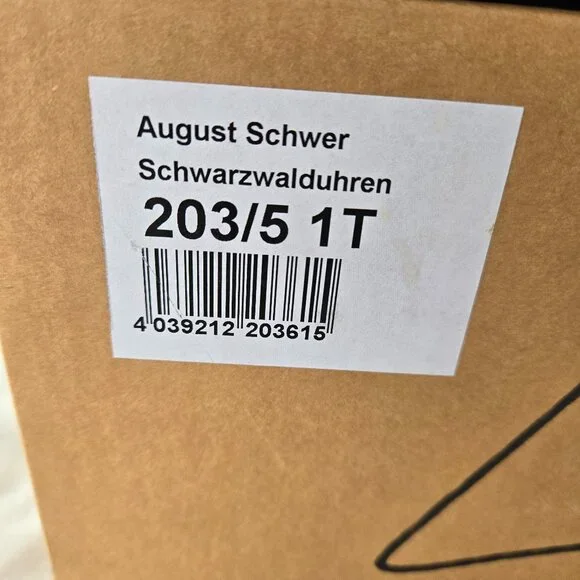 August Schwer
Schwarzwalduhren
203/5 1T
4 039212 203615